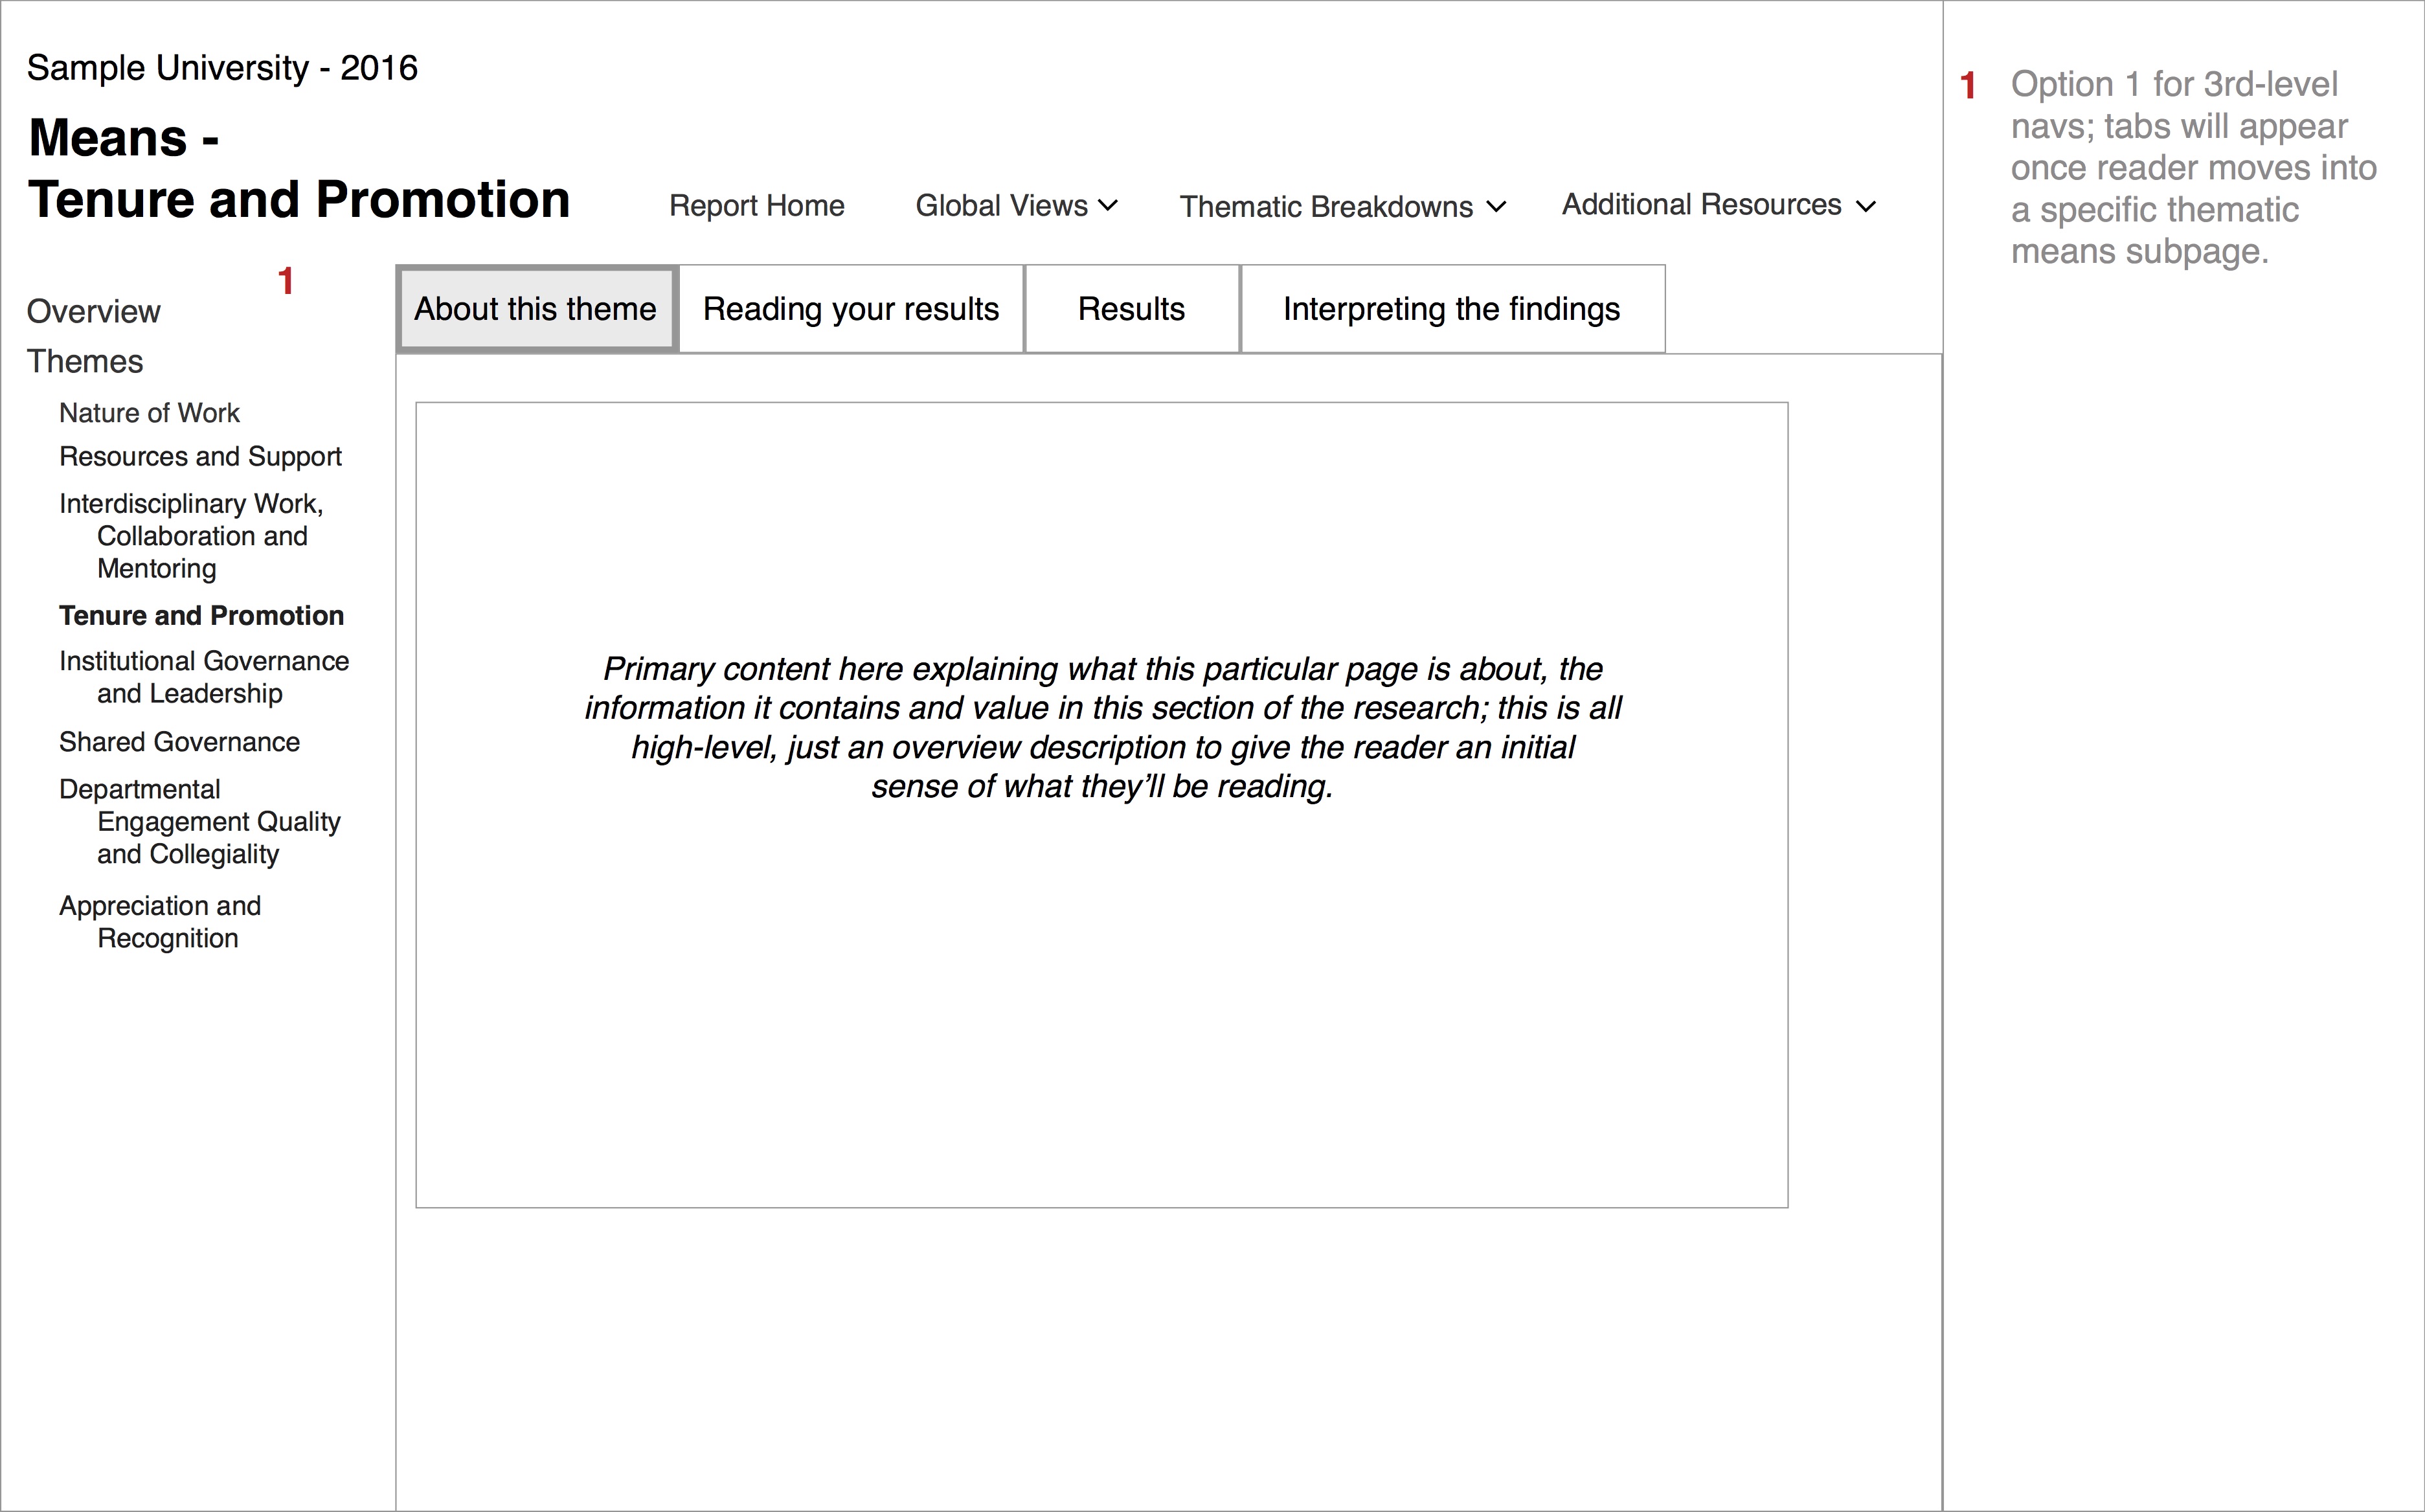 Sample University - 2016
Means -
Tenure and Promotion
Report Home
Global Views
Thematic Breakdowns
Additional Resources
1
Overview
Themes
Nature of Work
Resources and Support
Interdisciplinary Work,
Collaboration and
Mentoring
Tenure and Promotion
Institutional Governance
and Leadership
Shared Governance
Departmental
Engagement Quality
and Collegiality
Appreciation and
Recognition
About this theme
Reading your results
Results
Interpreting the findings
Primary content here explaining what this particular page is about, the
information it contains and value in this section of the research; this is all
high-level, just an overview description to give the reader an initial
sense of what they’ll be reading.
1
Option 1 for 3rd-level
navs; tabs will appear
once reader moves into
a specific thematic
means subpage.